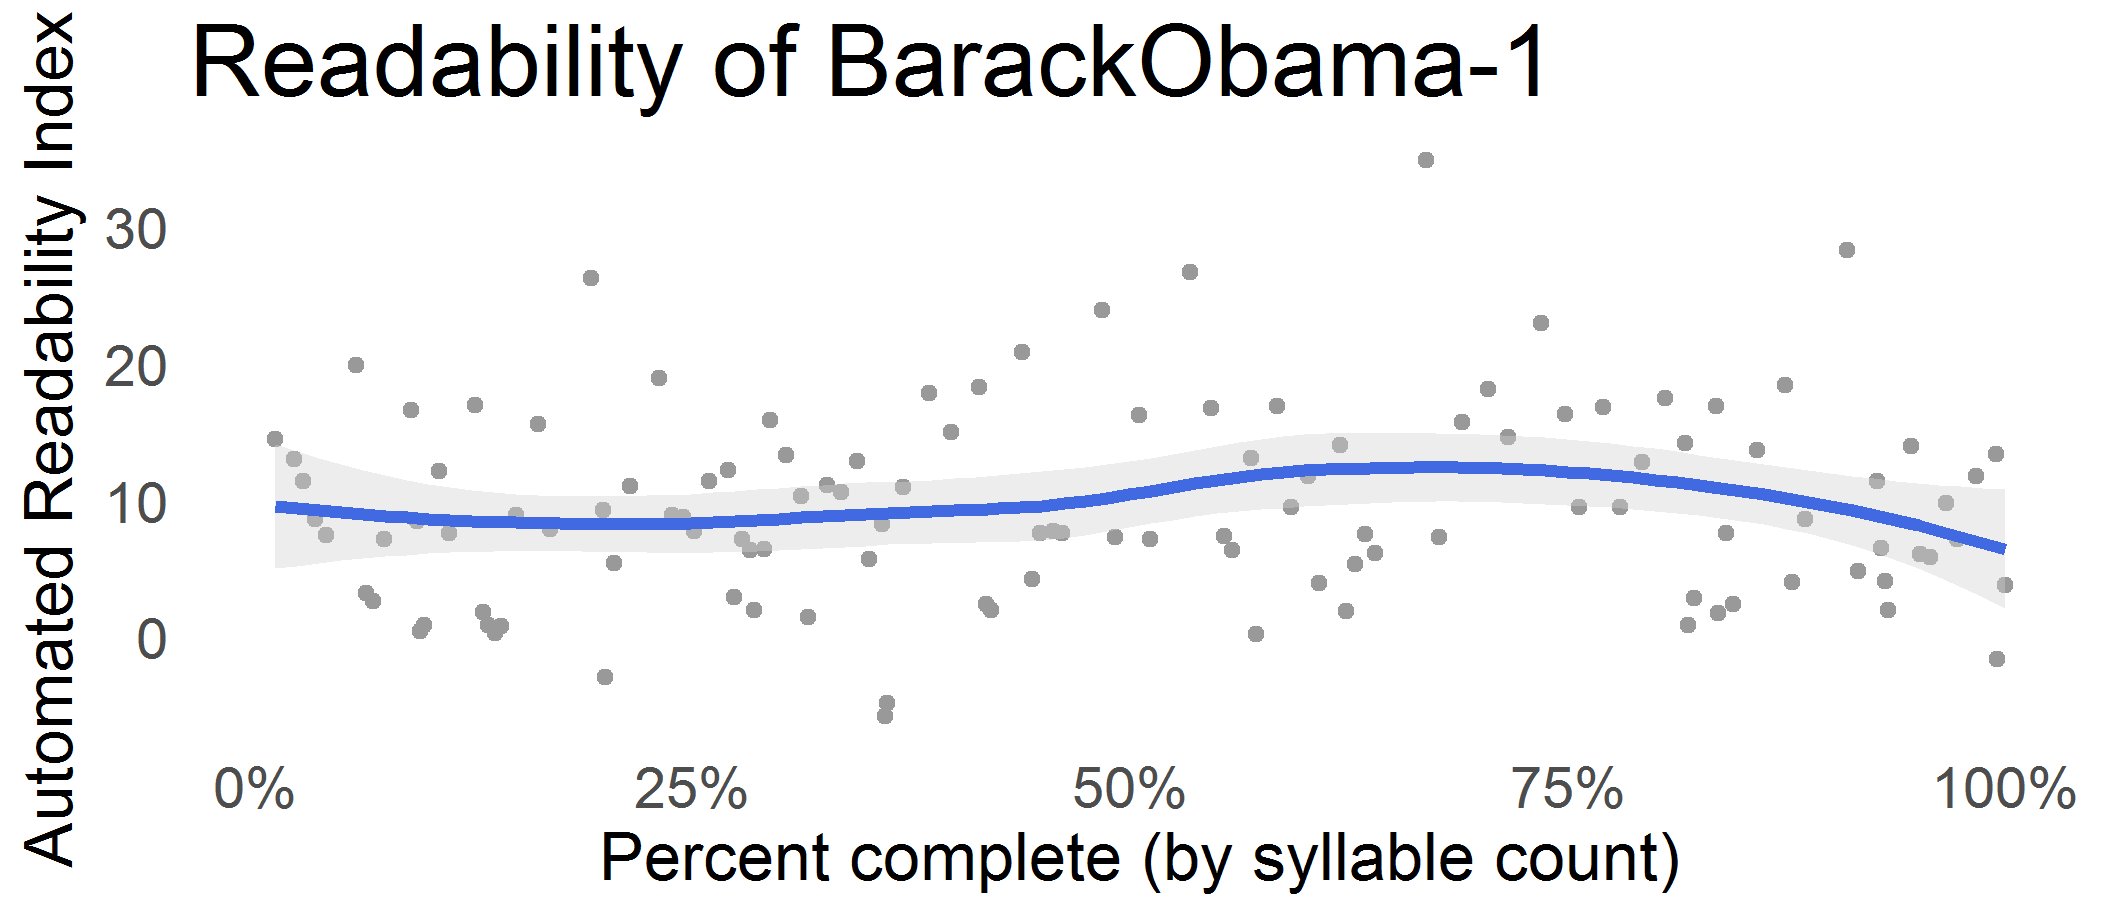 Readability of BarackObama-1
Automated Readability Index
30
20
10
0
0% 25% 50% 75% 100%
Percent complete (by syllable count)